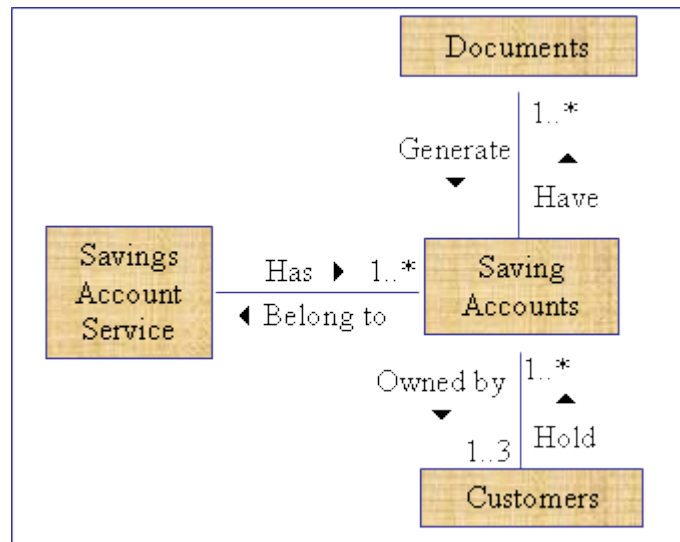 Documents
1..*
Generate
Have
Savings
Account
Service
Has
1..*
Belong to
Saving
Accounts
Owned by
1..*
1..3
Hold
Customers